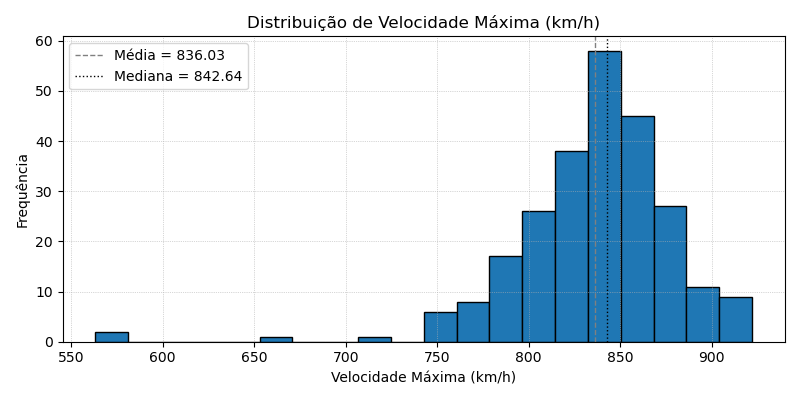 Distribuição de Velocidade Máxima (km/h)
Média = 836.03
Mediana = 842.64
Frequência
60
50
40
30
20
10
0
550 600 650 700 750 800 850 900
Velocidade Máxima (km/h)